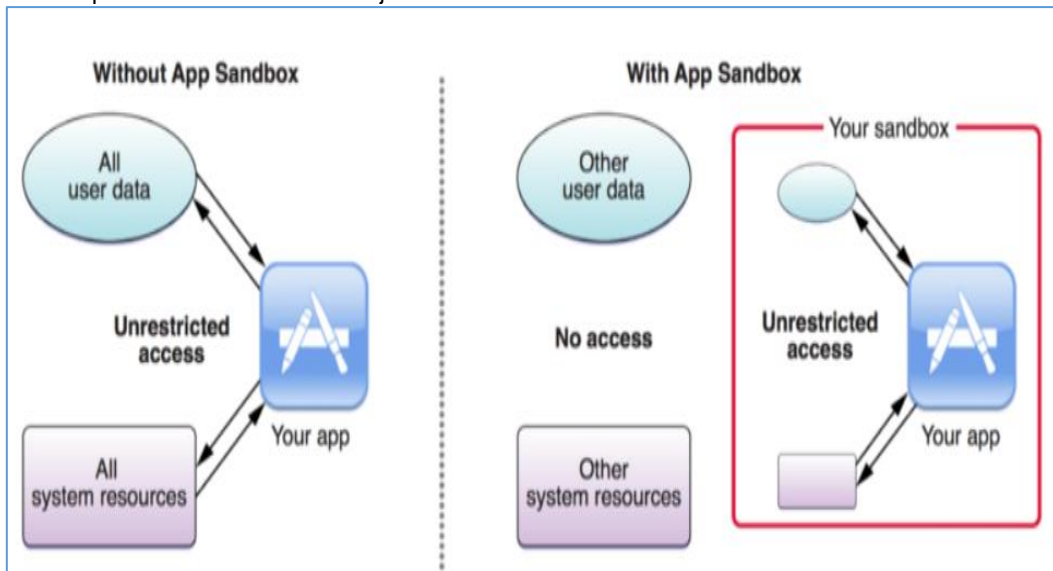 Without App Sandbox
All
user data
Unrestricted
access
Your app
All
system resources
With App Sandbox
Other
user data
No access
Other
system resources
Your sandbox
Unrestricted
access
Your app